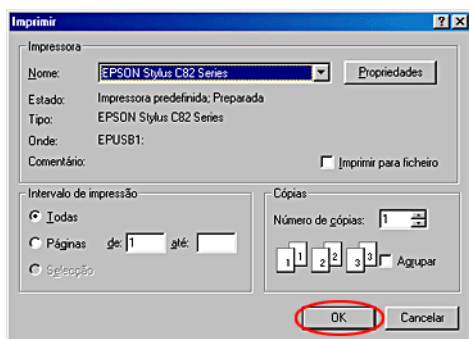 Imprimir
Impressora
Nome: EPSON Stylus C82 Series Propriedades
Estado: Impressora predefinida; Preparada
Tipo: EPSON Stylus C82 Series
Onde: EPUSB1:
Comentário: Imprimir para ficheiro
Intervalo de impressão
Todas
Páginas de: 1 até:
Selecção
Cópias
Número de cópias: 1
1 1 2 2 3 3 Agrupar
OK Cancelar